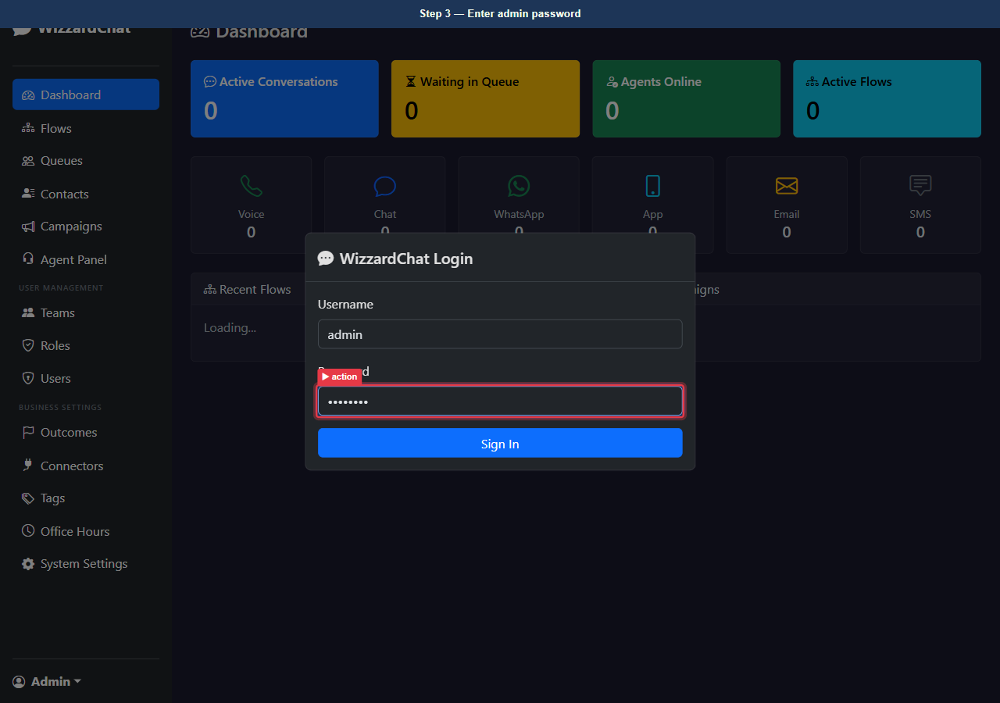 Step 3 — Enter admin password
WizzardChat
Dashboard
Flows
Queues
Contacts
Campaigns
Agent Panel
USER MANAGEMENT
Teams
Roles
Users
BUSINESS SETTINGS
Outcomes
Connectors
Tags
Office Hours
System Settings
Admin
Dashboard
Active Conversations
0
Waiting in Queue
0
Agents Online
0
Active Flows
0
Voice
0
Chat
0
WhatsApp
0
App
0
Email
0
SMS
0
Recent Flows
Loading...
WizzardChat Login
Username
admin
▶ action
••••••••
Sign In